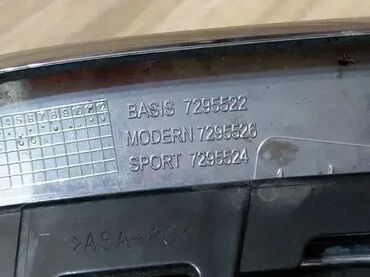 BASIS 7295522
MODERN 7295526
SPORT 7295524
>ASA+PC<